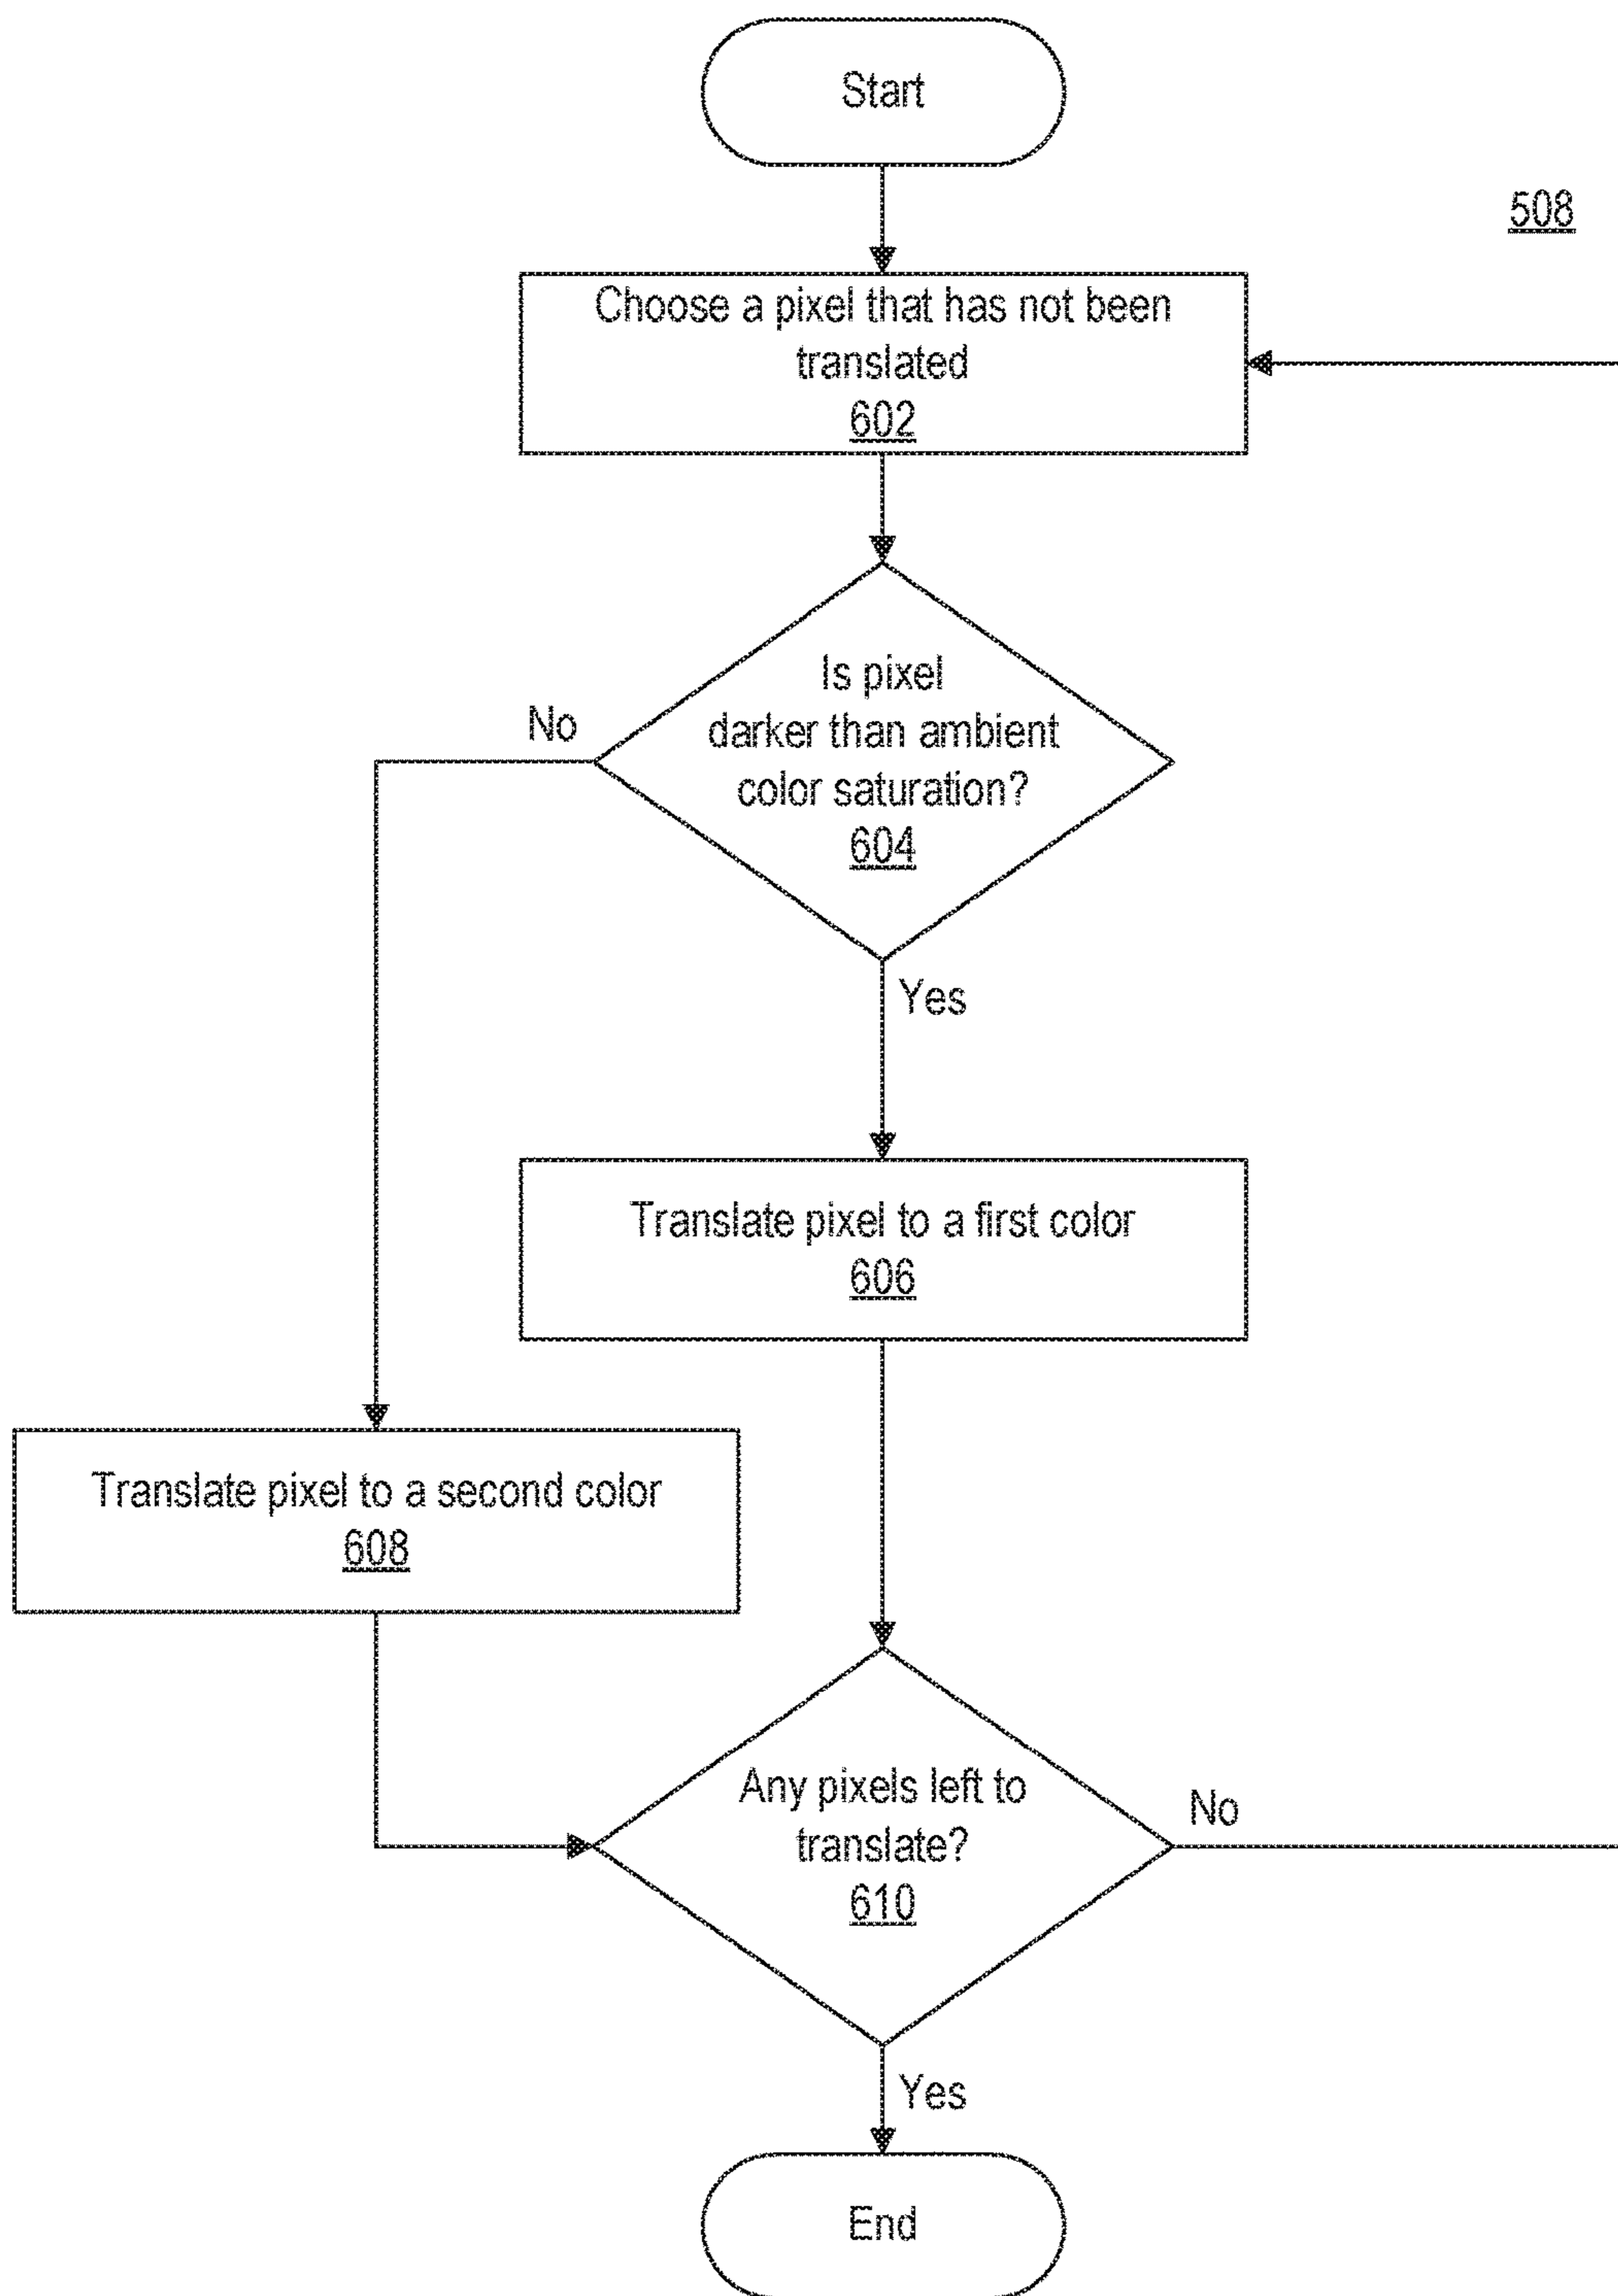 Start
508
Choose a pixel that has not been
translated
602
Is pixel
darker than ambient
color saturation?
604
No
Yes
Translate pixel to a first color
606
Translate pixel to a second color
608
Any pixels left to
translate?
610
No
Yes
End